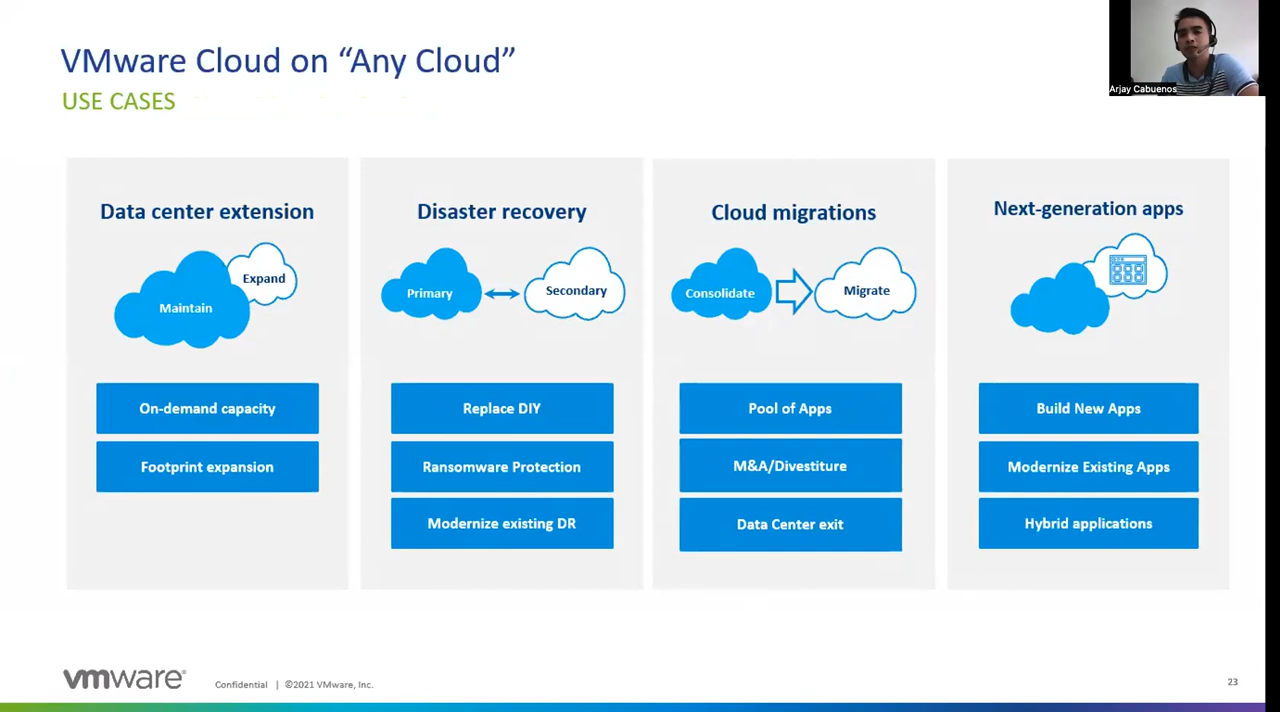 VMware Cloud on “Any Cloud”
USE CASES
Arjay Cabuenos
Data center extension
Maintain
Expand
On-demand capacity
Footprint expansion
Disaster recovery
Primary
Secondary
Replace DIY
Ransomware Protection
Modernize existing DR
Cloud migrations
Consolidate
Migrate
Pool of Apps
M&A/Divestiture
Data Center exit
Next-generation apps
Build New Apps
Modernize Existing Apps
Hybrid applications
vmware®
Confidential | ©2021 VMware, Inc.
23